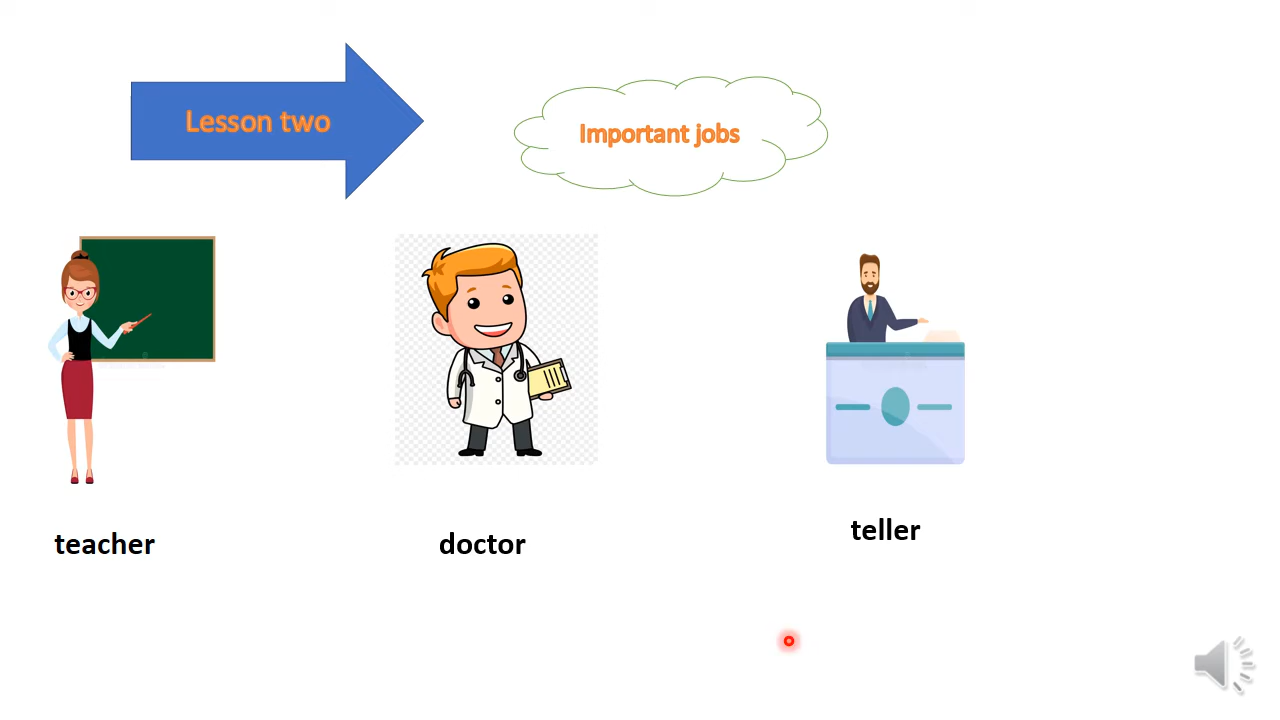 Lesson two
Important jobs
teacher
doctor
teller